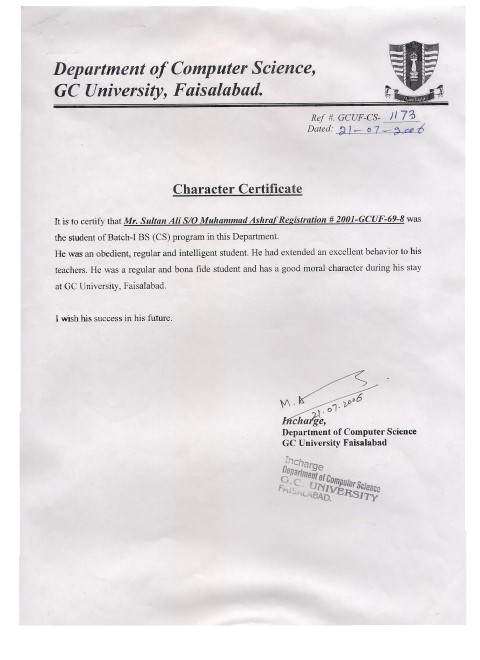 Department of Computer Science,
GC University, Faisalabad.
Ref #. GCUF-CS- 1173
Dated: 21-07-2006
Character Certificate
It is to certify that Mr. Sultan Ali S/O Muhammad Ashraf Registration # 2001-GCUF-69-8 was
the student of Batch-I BS (CS) program in this Department.
He was an obedient, regular and intelligent student. He had extended an excellent behavior to his
teachers. He was a regular and bona fide student and has a good moral character during his stay
at GC University, Faisalabad.
I wish his success in his future.
M. A
21.07.2006
Incharge,
Department of Computer Science
GC University Faisalabad
Incharge
Department of Computer Science
G.C. UNIVERSITY
FAISALABAD.